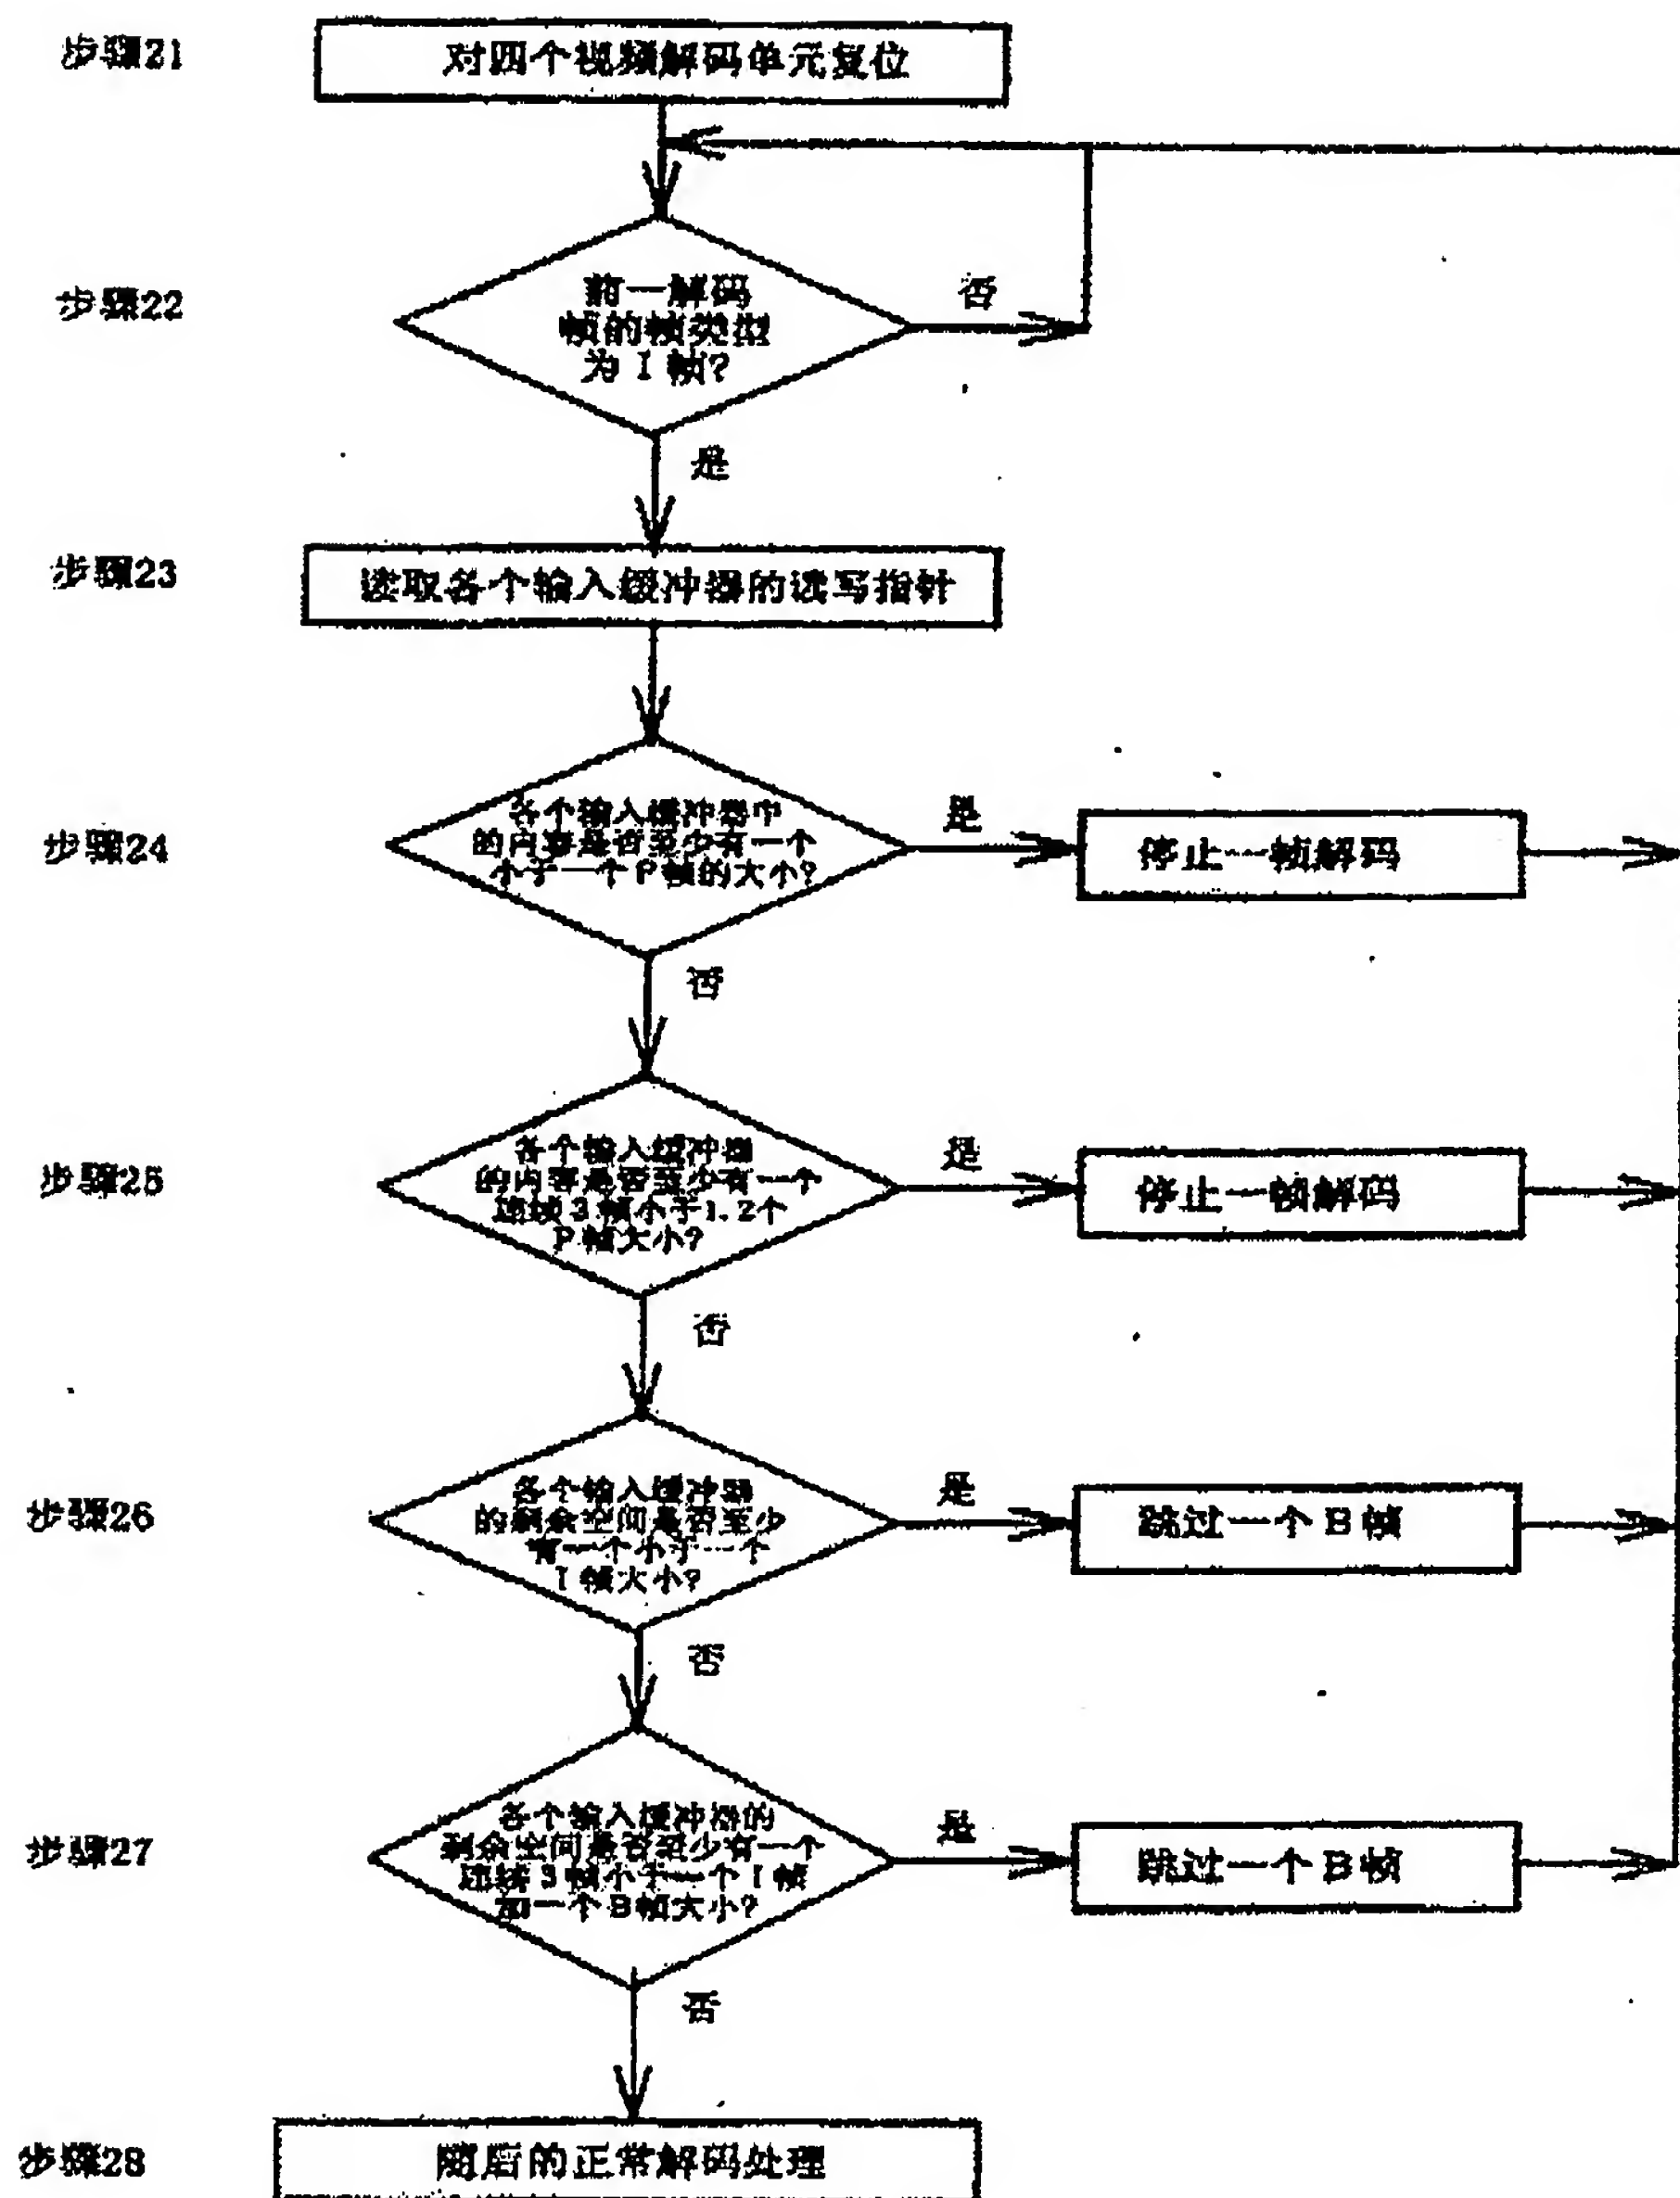 步骤21
对四个视频解码单元复位
步骤22
前一解码
帧的帧类型
为 I 帧?
否
是
步骤23
读取各个输入缓冲器的读写指针
步骤24
各个输入缓冲器中
的内容是否至少有一个
小于一个P帧的大小?
是
停止一帧解码
否
步骤25
各个输入缓冲器
的内容是否至少有一个
连续3帧小于1.2个
P帧大小?
是
停止一帧解码
否
步骤26
各个输入缓冲器
的剩余空间是否至少
有一个小于一个
I帧大小?
是
跳过一个B帧
否
步骤27
各个输入缓冲器的
剩余空间是否至少有一个
连续3帧小于一个I帧
加一个B帧大小?
是
跳过一个B帧
否
步骤28
随后的正常解码处理